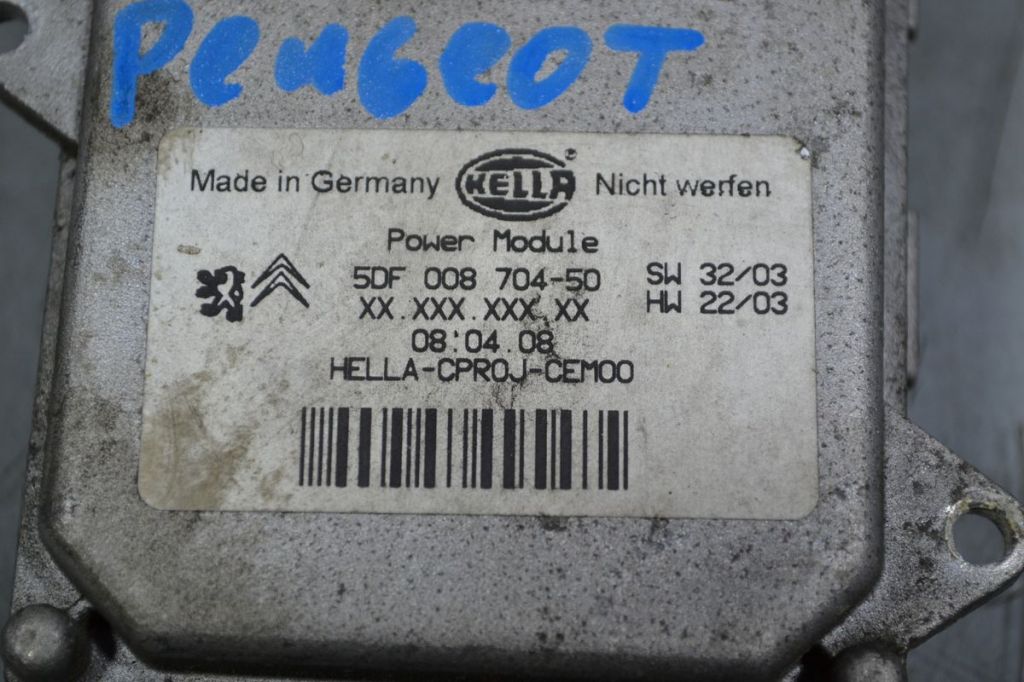 PeugeoT
Made in Germany HELLA Nicht werfen
Power Module
5DF 008 704-50 SW 32/03
XX.XXX.XXX.XX HW 22/03
08.04.08
HELLA-CPROJ-CEM00